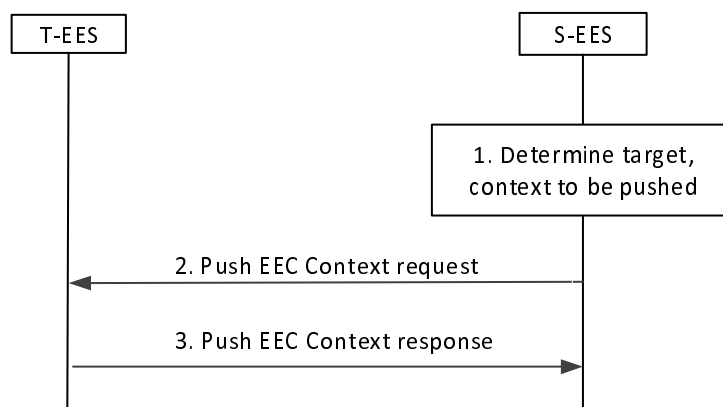 T-EES
S-EES
1. Determine target,
context to be pushed
2. Push EEC Context request
3. Push EEC Context response